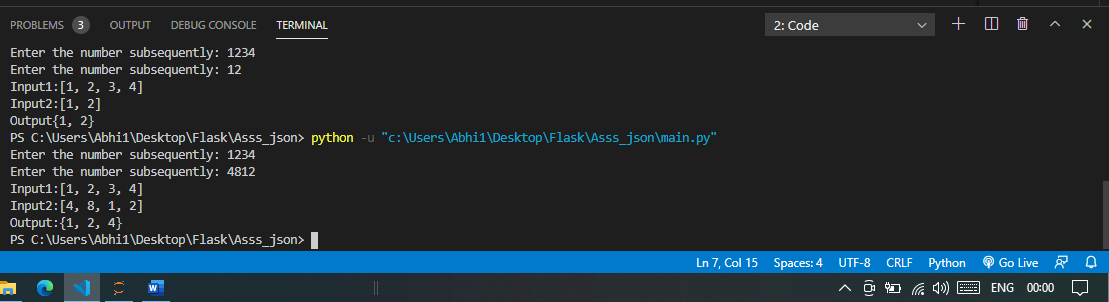 PROBLEMS 3 OUTPUT DEBUG CONSOLE TERMINAL 2: Code
Enter the number subsequently: 1234
Enter the number subsequently: 12
Input1:[1, 2, 3, 4]
Input2:[1, 2]
Output{1, 2}
PS C:\Users\Abhi1\Desktop\Flask\Asss_json> python -u "c:\Users\Abhi1\Desktop\Flask\Asss_json\main.py"
Enter the number subsequently: 1234
Enter the number subsequently: 4812
Input1:[1, 2, 3, 4]
Input2:[4, 8, 1, 2]
Output:{1, 2, 4}
PS C:\Users\Abhi1\Desktop\Flask\Asss_json>
Ln 7, Col 15 Spaces: 4 UTF-8 CRLF Python Go Live
ENG 00:00